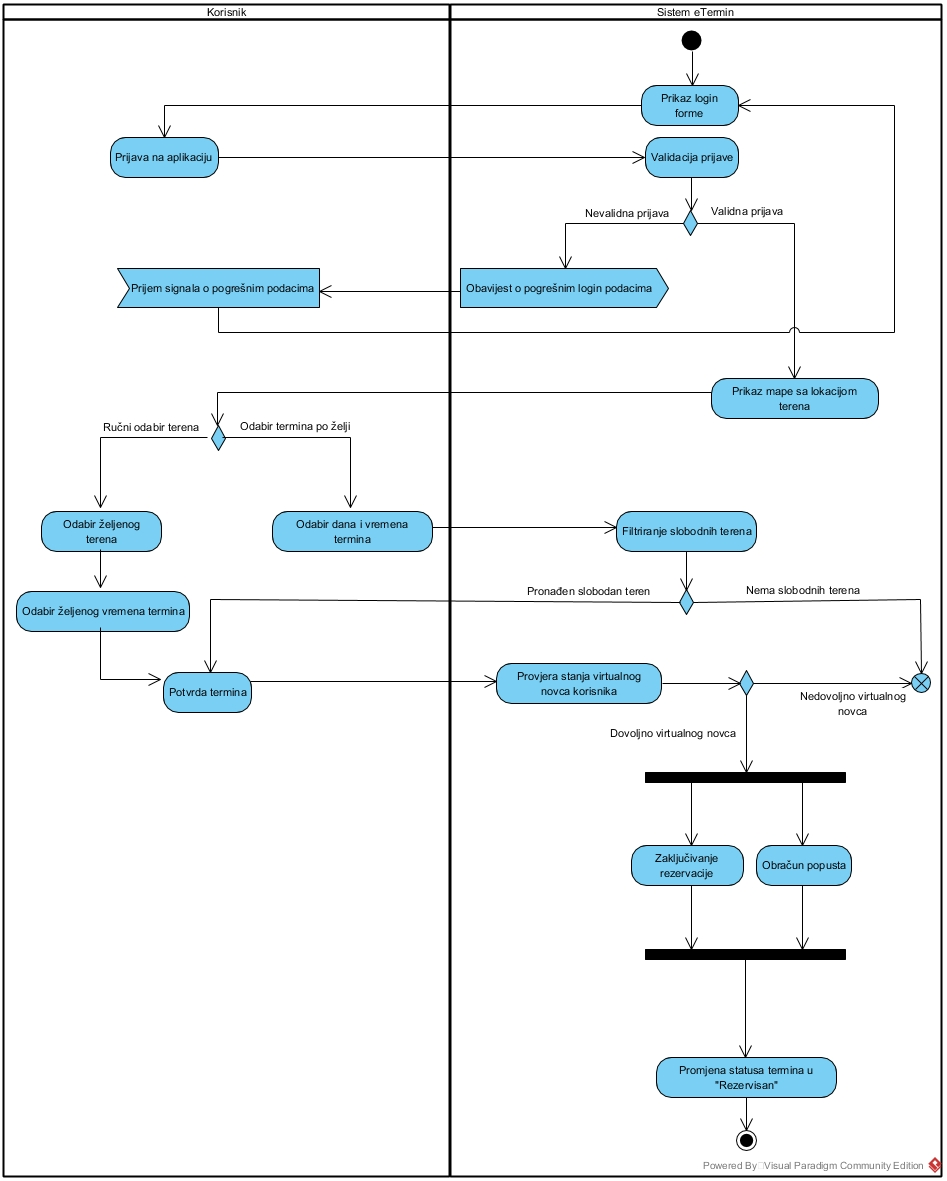 Korisnik
Sistem eTermin
Prikaz login
forme
Prijava na aplikaciju
Validacija prijave
Nevalidna prijava
Validna prijava
Prijem signala o pogrešnim podacima
Obavijest o pogrešnim login podacima
Prikaz mape sa lokacijom
terena
Ručni odabir terena
Odabir termina po želji
Odabir željenog
terena
Odabir dana i vremena
termina
Filtriranje slobodnih terena
Odabir željenog vremena termina
Pronađen slobodan teren
Nema slobodnih terena
Potvrda termina
Provjera stanja virtualnog
novca korisnika
Nedovoljno virtualnog
novca
Dovoljno virtualnog novca
Zaključivanje
rezervacije
Obračun popusta
Promjena statusa termina u
"Rezervisan"
Powered By Visual Paradigm Community Edition